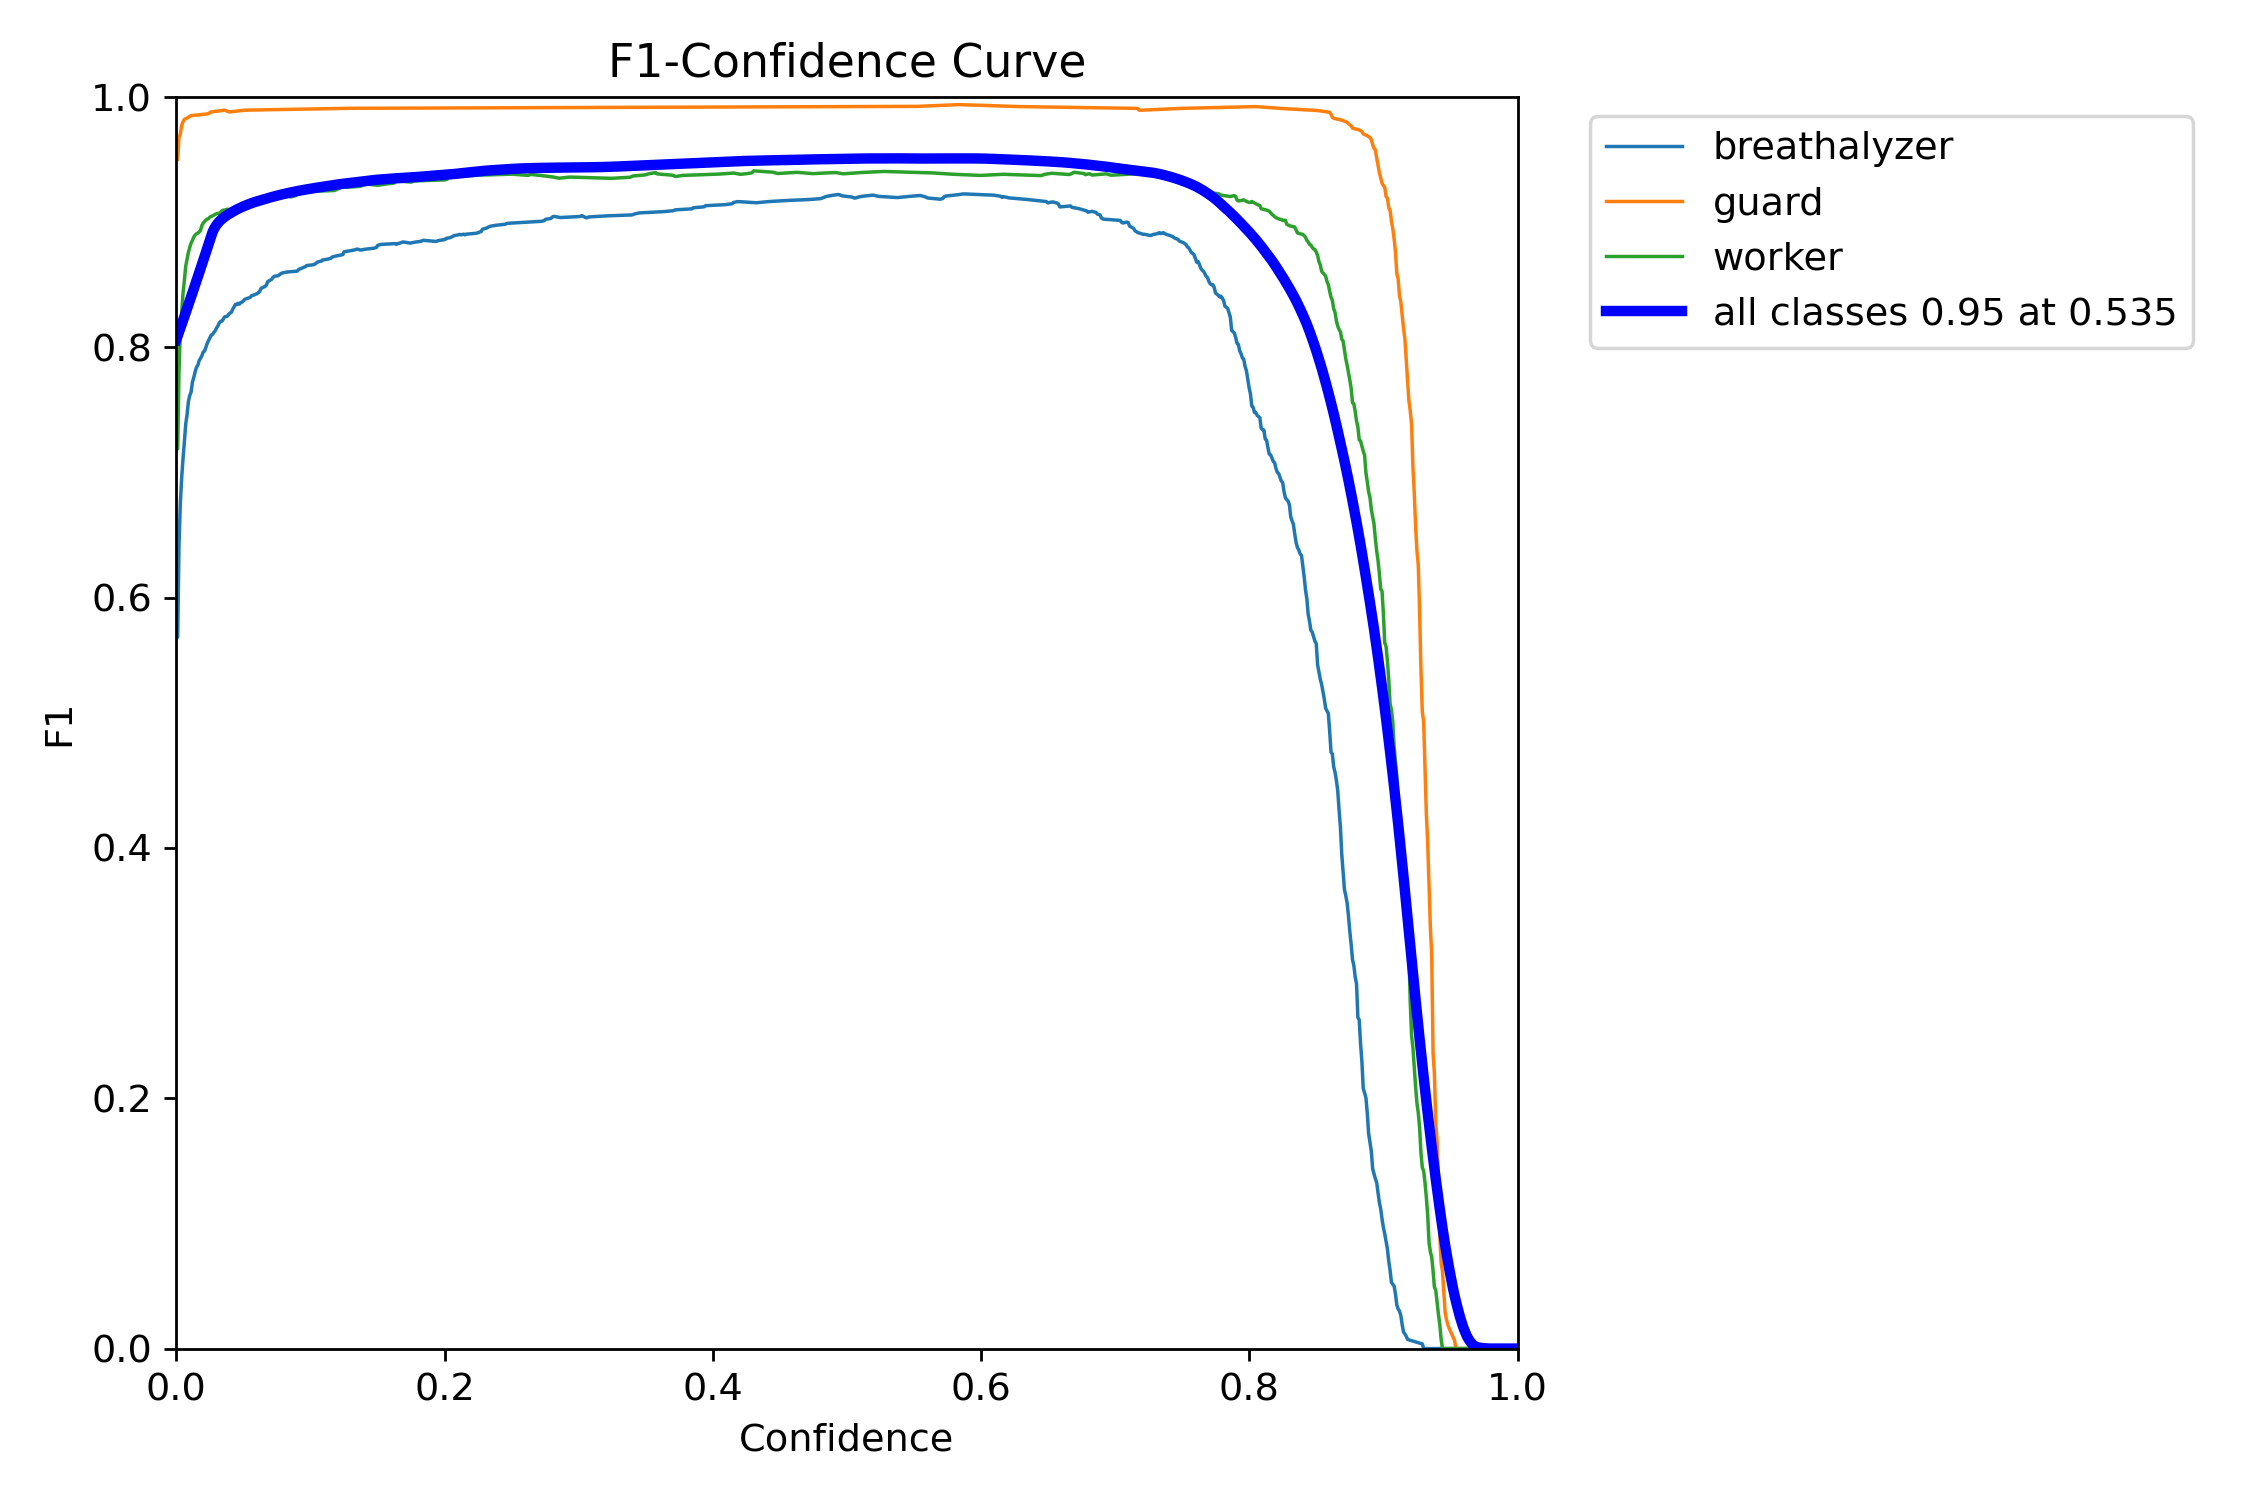 F1-Confidence Curve
1.0
0.8
0.6
0.4
0.2
0.0
F1
0.0 0.2 0.4 0.6 0.8 1.0
Confidence
breathalyzer
guard
worker
all classes 0.95 at 0.535